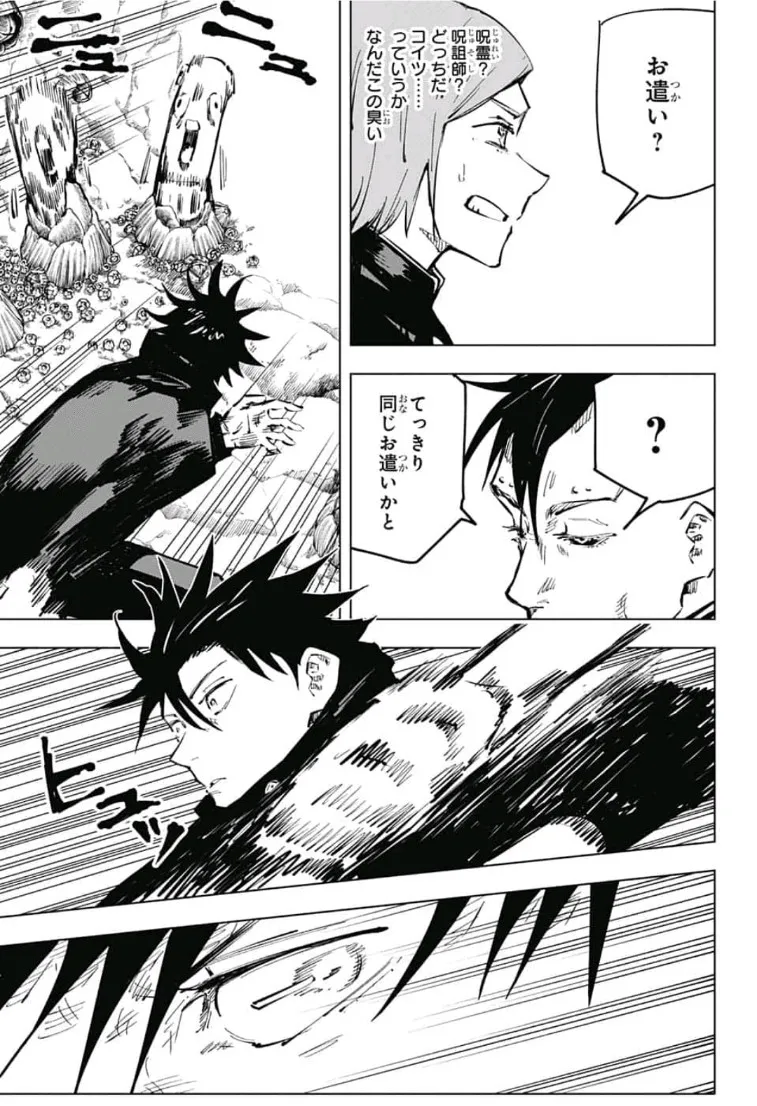 お遣い？
呪霊？
呪詛師？
どっちだ、
コイツ……
っていうか
なんだこの臭い
？
てっきり
同じお遣いかと
ニュッ
ニュッ
ヒュッ